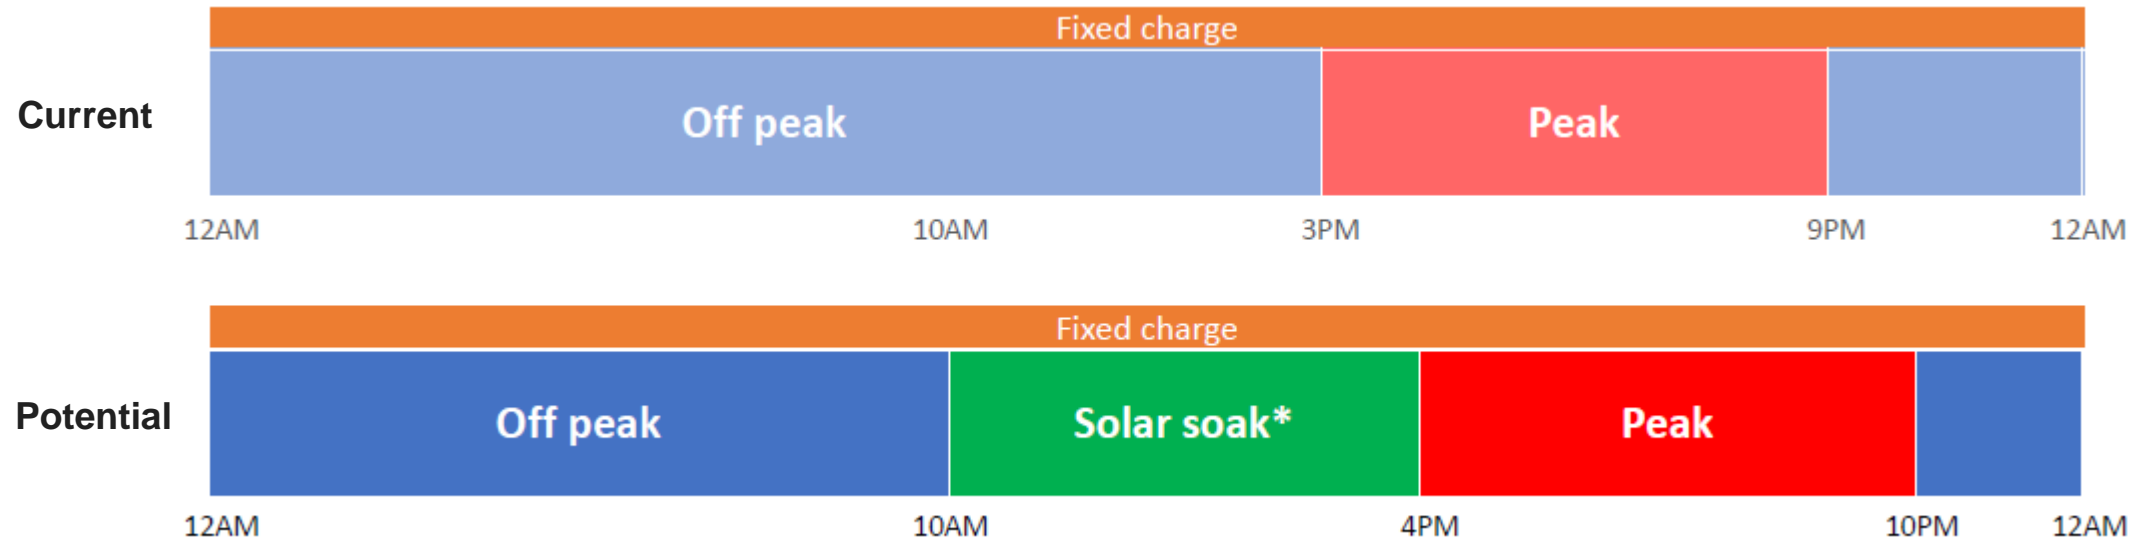 Fixed charge
Current
Off peak
Peak
12AM
10AM
3PM
9PM
12AM
Fixed charge
Potential
Off peak
Solar soak*
Peak
12AM
10AM
4PM
10PM
12AM